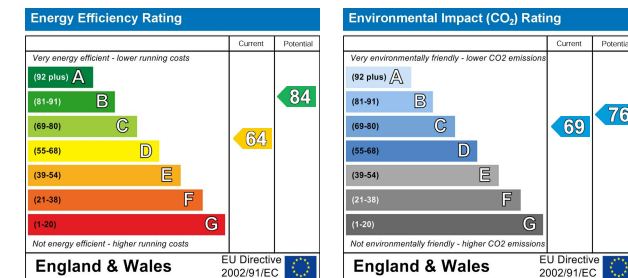 Energy Efficiency Rating
Current Potential
Very energy efficient - lower running costs
(92 plus) A
(81-91) B
84
(69-80) C
64
(55-68) D
(39-54) E
(21-38) F
(1-20) G
Not energy efficient - higher running costs
England & Wales
EU Directive
2002/91/EC
Environmental Impact (CO2) Rating
Current Potentia
Very environmentally friendly - lower CO2 emissions
(92 plus) A
(81-91) B
76
(69-80) C
69
(55-68) D
(39-54) E
(21-38) F
(1-20) G
Not environmentally friendly - higher CO2 emissions
England & Wales
EU Directive
2002/91/EC